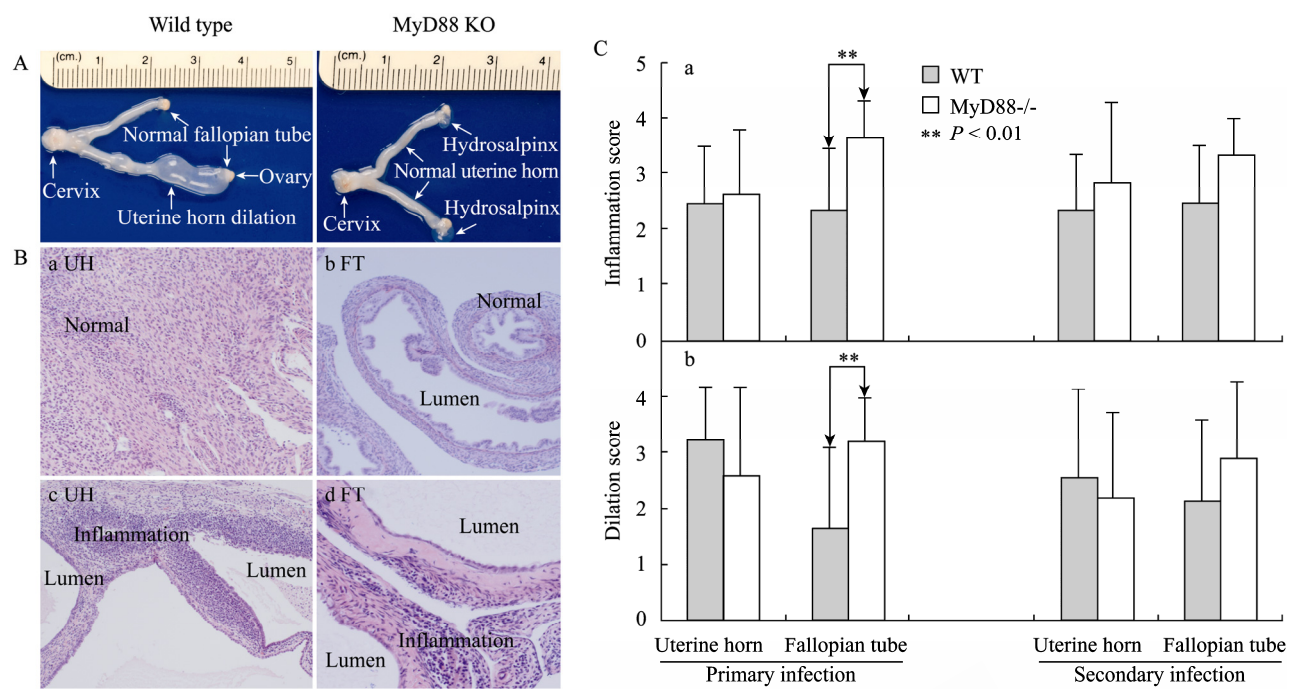 Wild type
MyD88 KO
A
(cm.) 1 2 3 4 5
Normal fallopian tube
Ovary
Cervix
Uterine horn dilation
(cm.) 1 2 3 4
Hydrosalpinx
Normal uterine horn
Hydrosalpinx
Cervix
B
a UH
Normal
b FT
Normal
Lumen
c UH
Inflammation
Lumen
Lumen
d FT
Lumen
Inflammation
Lumen
C
a
Inflammation score
5
4
3
2
1
0
**
WT
MyD88-/-
** P < 0.01
b
Dilation score
4
3
2
1
0
**
Uterine horn Fallopian tube Uterine horn Fallopian tube
Primary infection Secondary infection